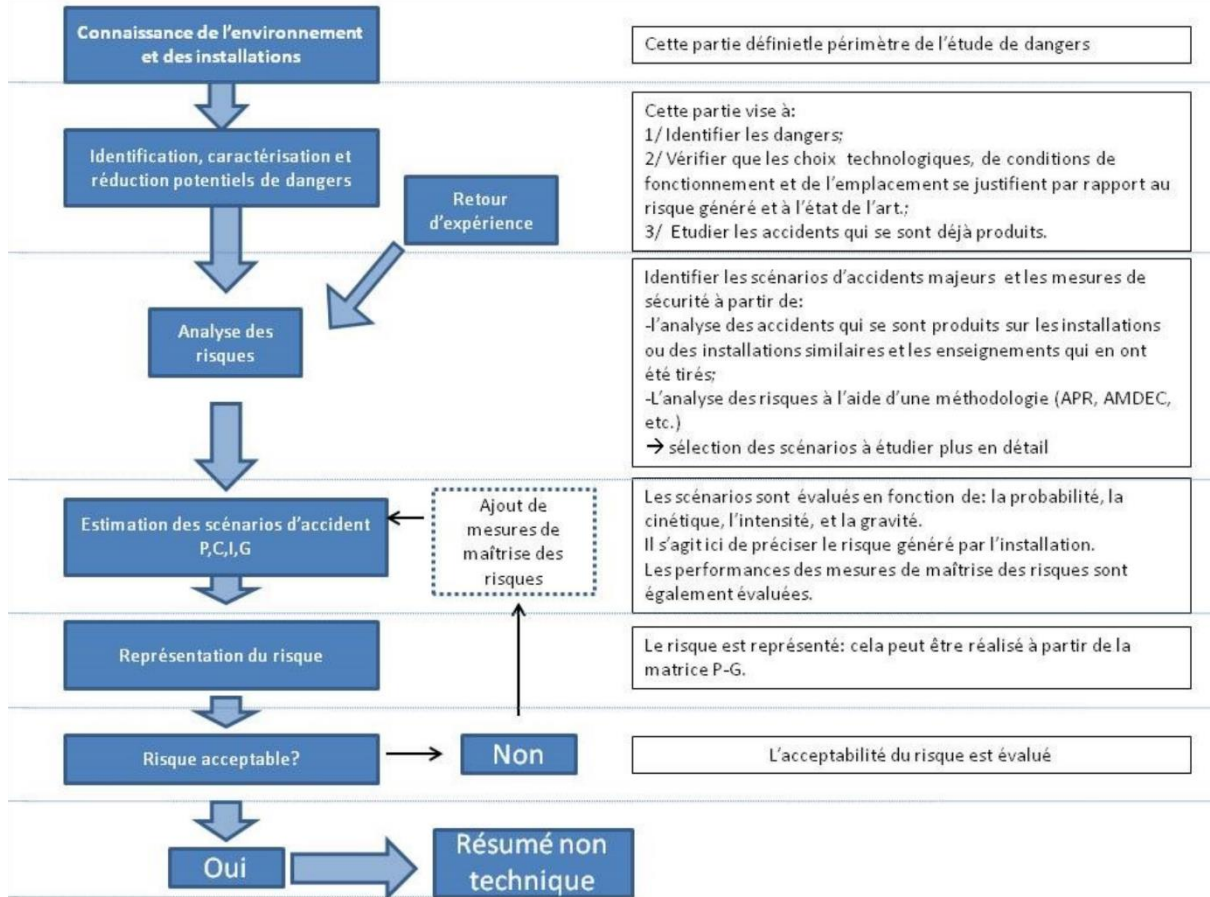 Connaissance de l'environnement
et des installations
Cette partie définietle périmètre de l'étude de dangers
Identification, caractérisation et
réduction potentiels de dangers
Retour
d'expérience
Cette partie vise à:
1/ Identifier les dangers;
2/ Vérifier que les choix technologiques, de conditions de
fonctionnement et de l'emplacement se justifient par rapport au
risque généré et à l'état de l'art.;
3/ Etudier les accidents qui se sont déjà produits.
Analyse des
risques
Identifier les scénarios d'accidents majeurs et les mesures de
sécurité à partir de:
-l'analyse des accidents qui se sont produits sur les installations
ou des installations similaires et les enseignements qui en ont
été tirés;
-L'analyse des risques à l'aide d'une méthodologie (APR, AMDEC,
etc.)
→ sélection des scénarios à étudier plus en détail
Estimation des scénarios d'accident
P,C,I,G
Ajout de
mesures de
maîtrise des
risques
Les scénarios sont évalués en fonction de: la probabilité, la
cinétique, l'intensité, et la gravité.
Il s'agit ici de préciser le risque généré par l'installation.
Les performances des mesures de maîtrise des risques sont
également évaluées.
Représentation du risque
Le risque est représenté: cela peut être réalisé à partir de la
matrice P-G.
Risque acceptable?
Non
L'acceptabilité du risque est évalué
Oui
Résumé non
technique